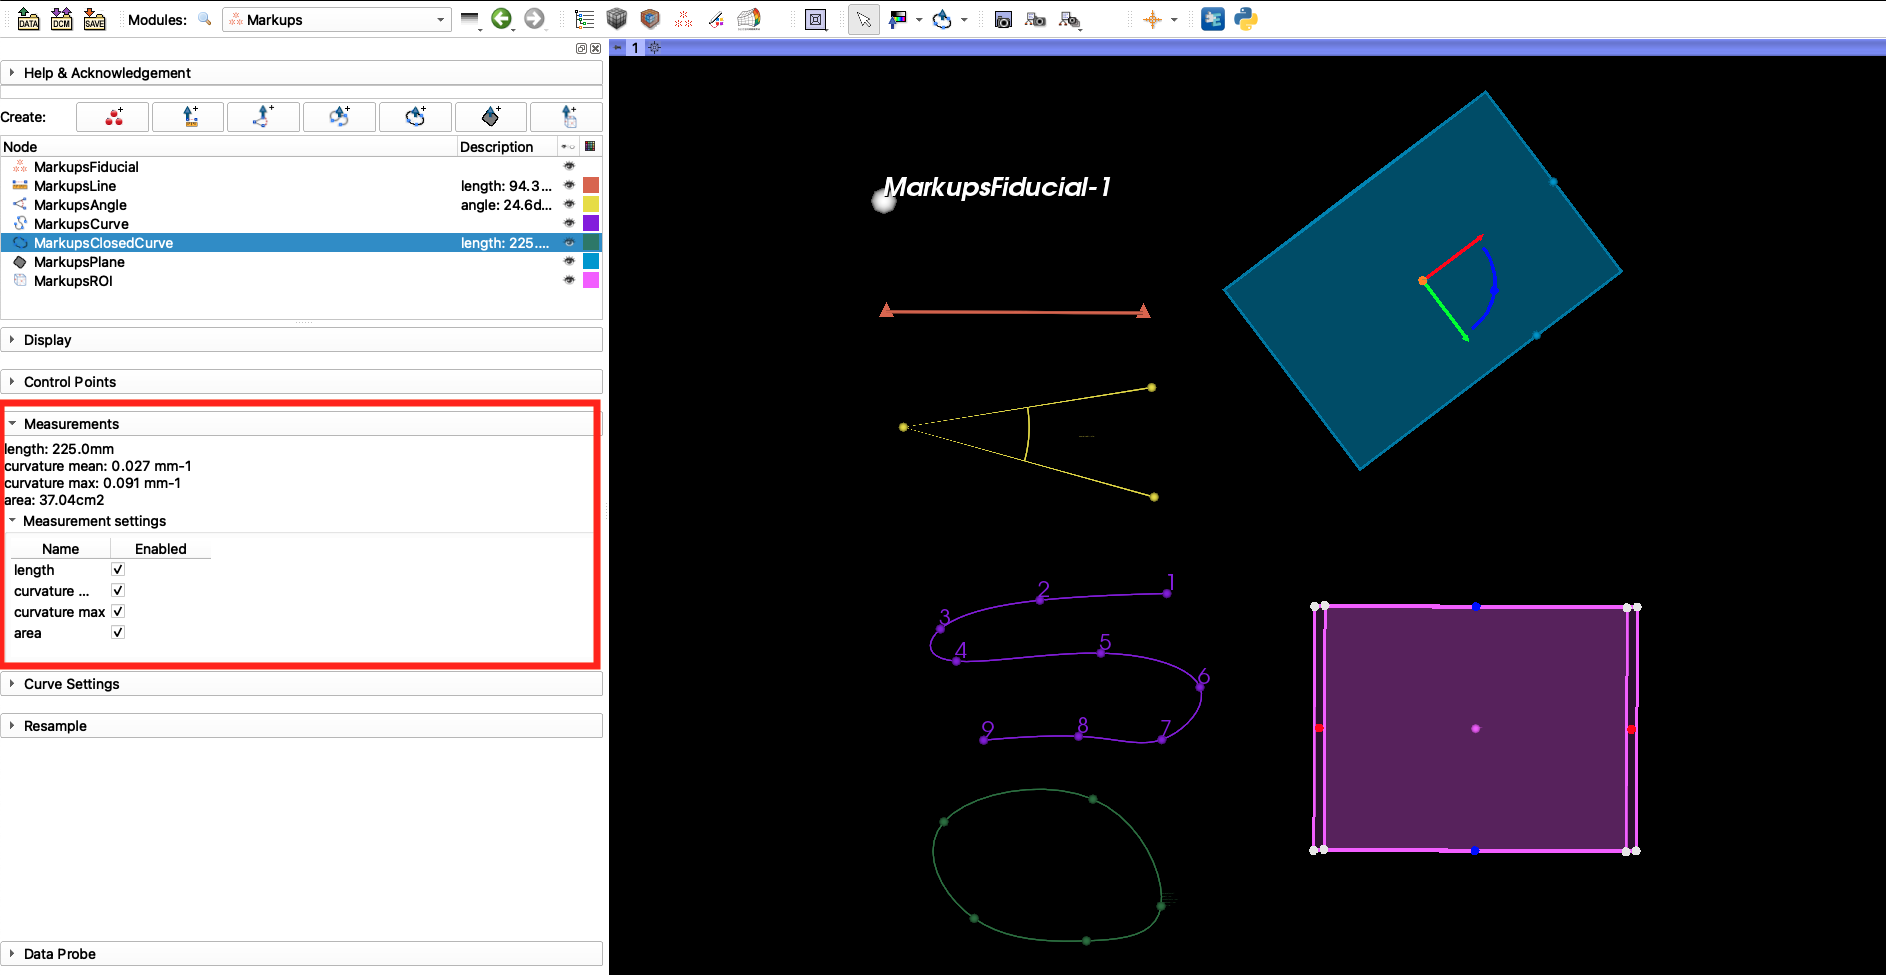 DATA DCM SAVE Modules: Markups
1
Help & Acknowledgement
Create:
Node Description
MarkupsFiducial
MarkupsLine length: 94.3...
MarkupsAngle angle: 24.6d...
MarkupsCurve
MarkupsClosedCurve length: 225....
MarkupsPlane
MarkupsROI
Display
Control Points
Measurements
length: 225.0mm
curvature mean: 0.027 mm-1
curvature max: 0.091 mm-1
area: 37.04cm2
Measurement settings
Name Enabled
length
curvature ...
curvature max
area
Curve Settings
Resample
Data Probe
MarkupsFiducial-1
1
2
3
4
5
6
7
8
9